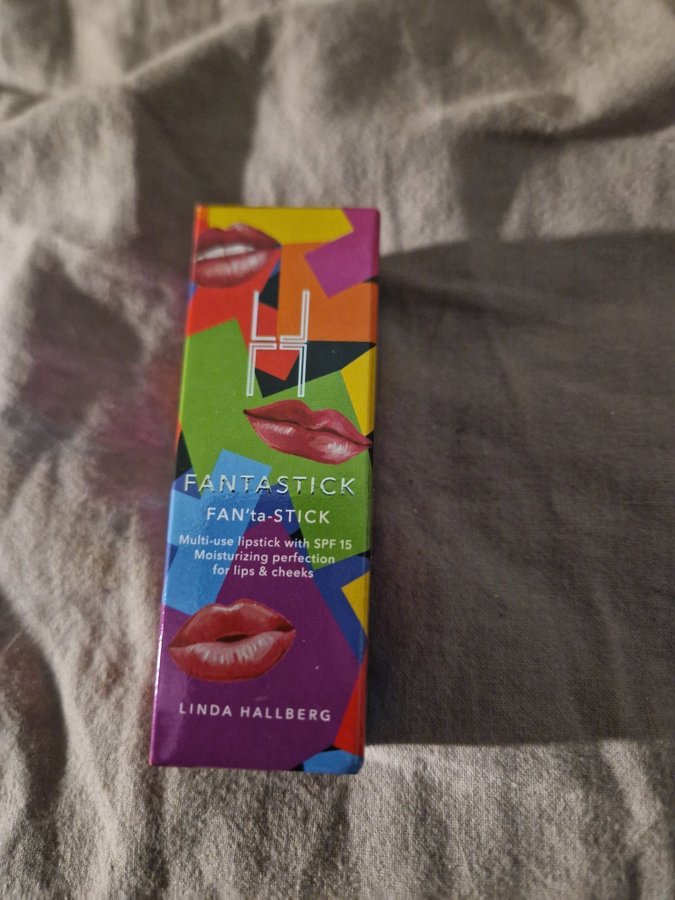 FANTASTICK
FAN'ta-STICK
Multi-use lipstick with SPF 15
Moisturizing perfection
for lips & cheeks
LINDA HALLBERG